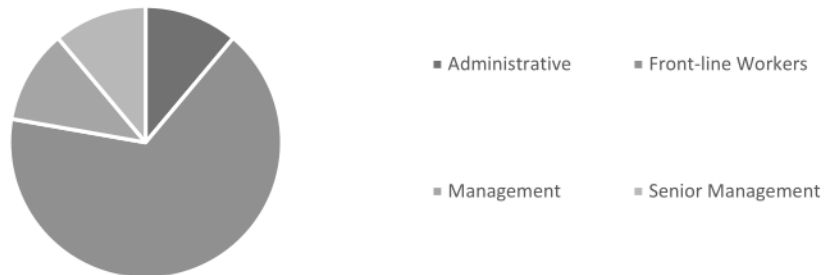 Administrative
Front-line Workers
Management
Senior Management